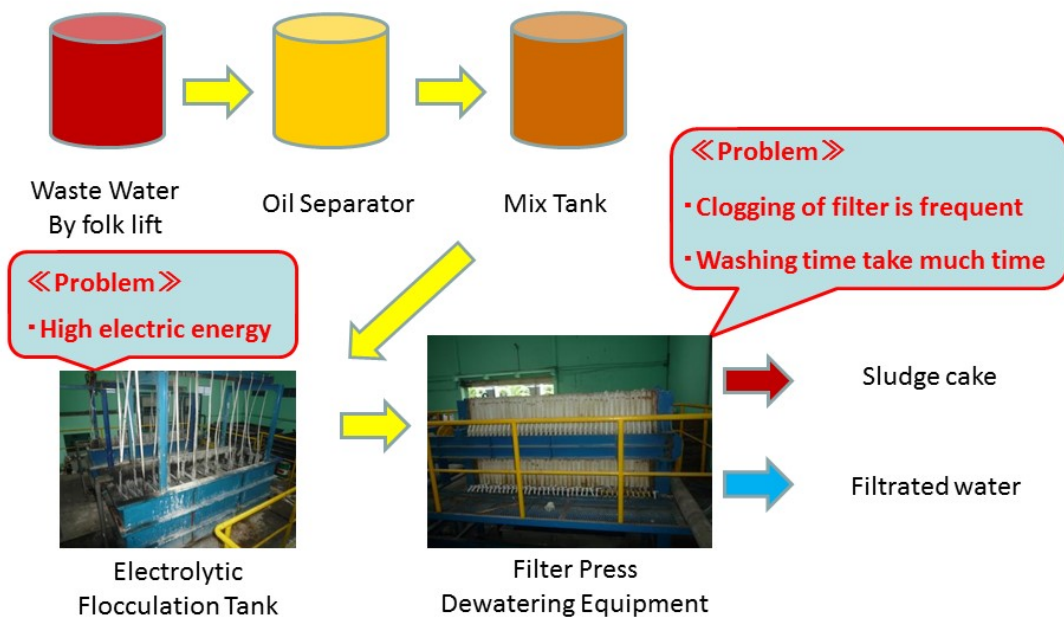 Waste Water
By folk lift
Oil Separator
Mix Tank
≪Problem≫
・Clogging of filter is frequent
・Washing time take much time
≪Problem≫
・High electric energy
Electrolytic
Flocculation Tank
Filter Press
Dewatering Equipment
Sludge cake
Filtrated water